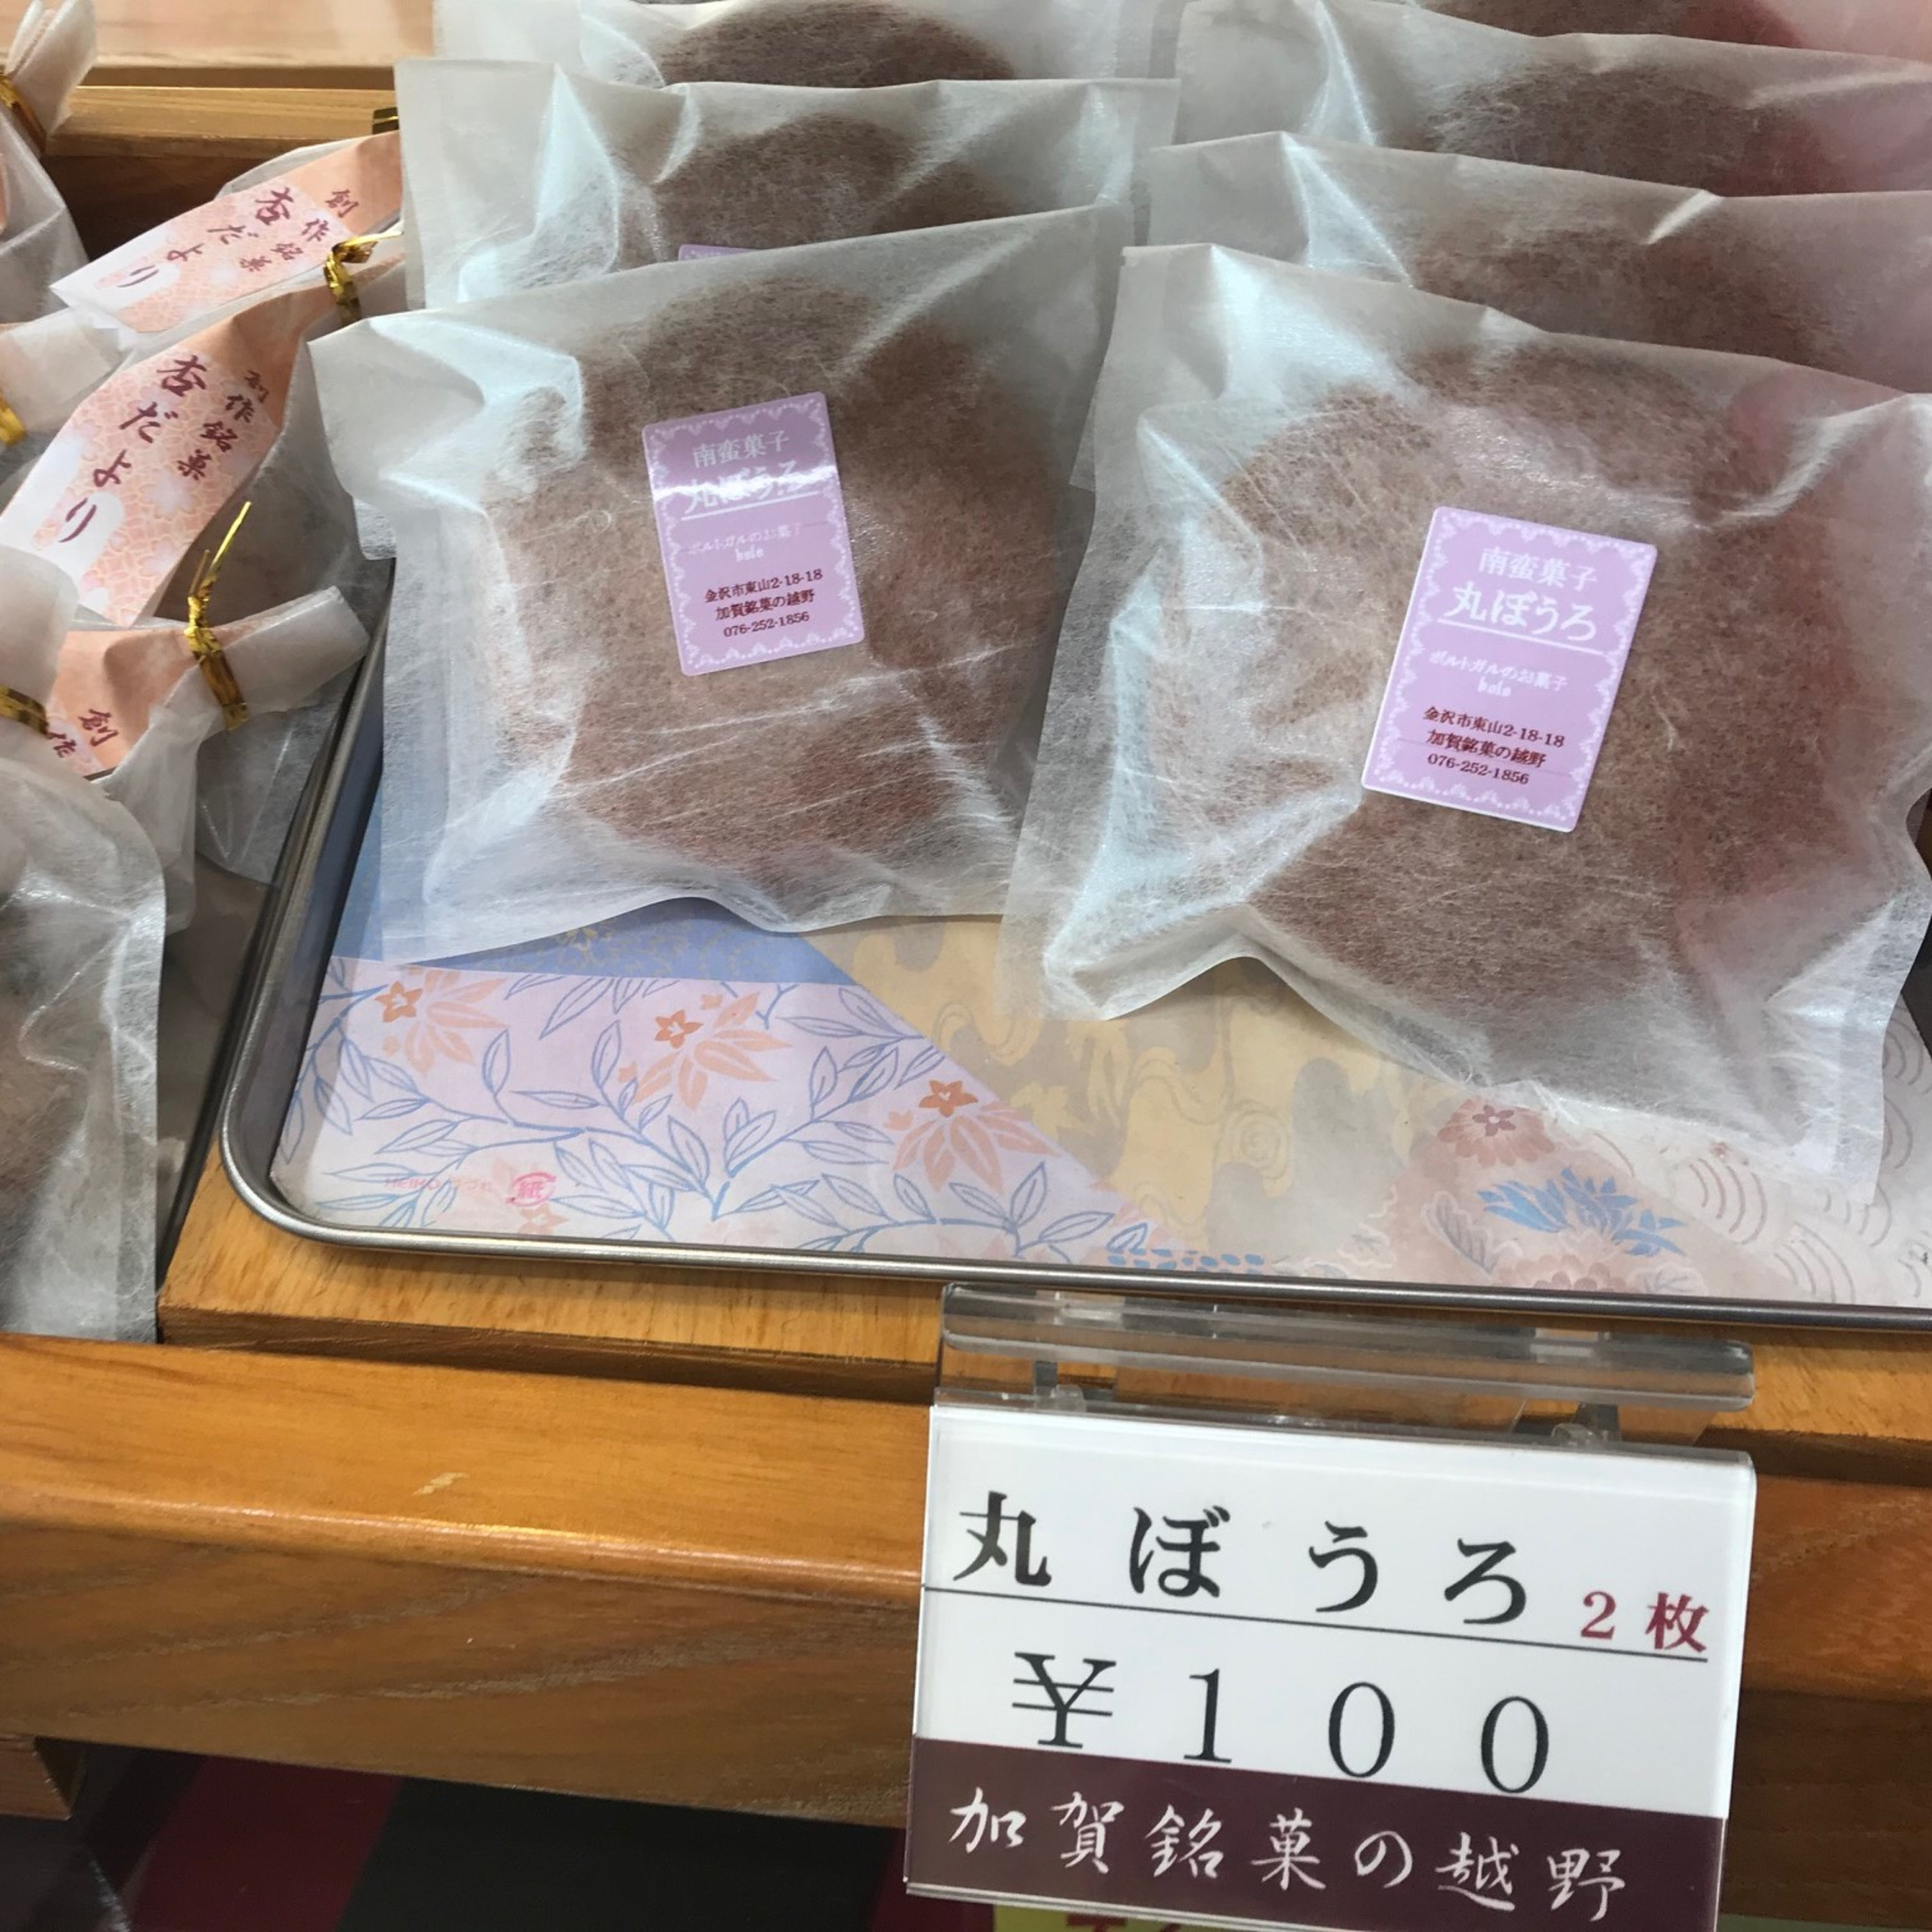 創作銘菓
杏だより
創作銘菓
杏だより
創作
南蛮菓子
丸ぼうろ
ポルトガルのお菓子
bolo
金沢市東山2-18-18
加賀銘菓の越野
076-252-1856
南蛮菓子
丸ぼうろ
ポルトガルのお菓子
bolo
金沢市東山2-18-18
加賀銘菓の越野
076-252-1856
HEIKO
紙
丸ぼうろ 2枚
¥100
加賀銘菓の越野